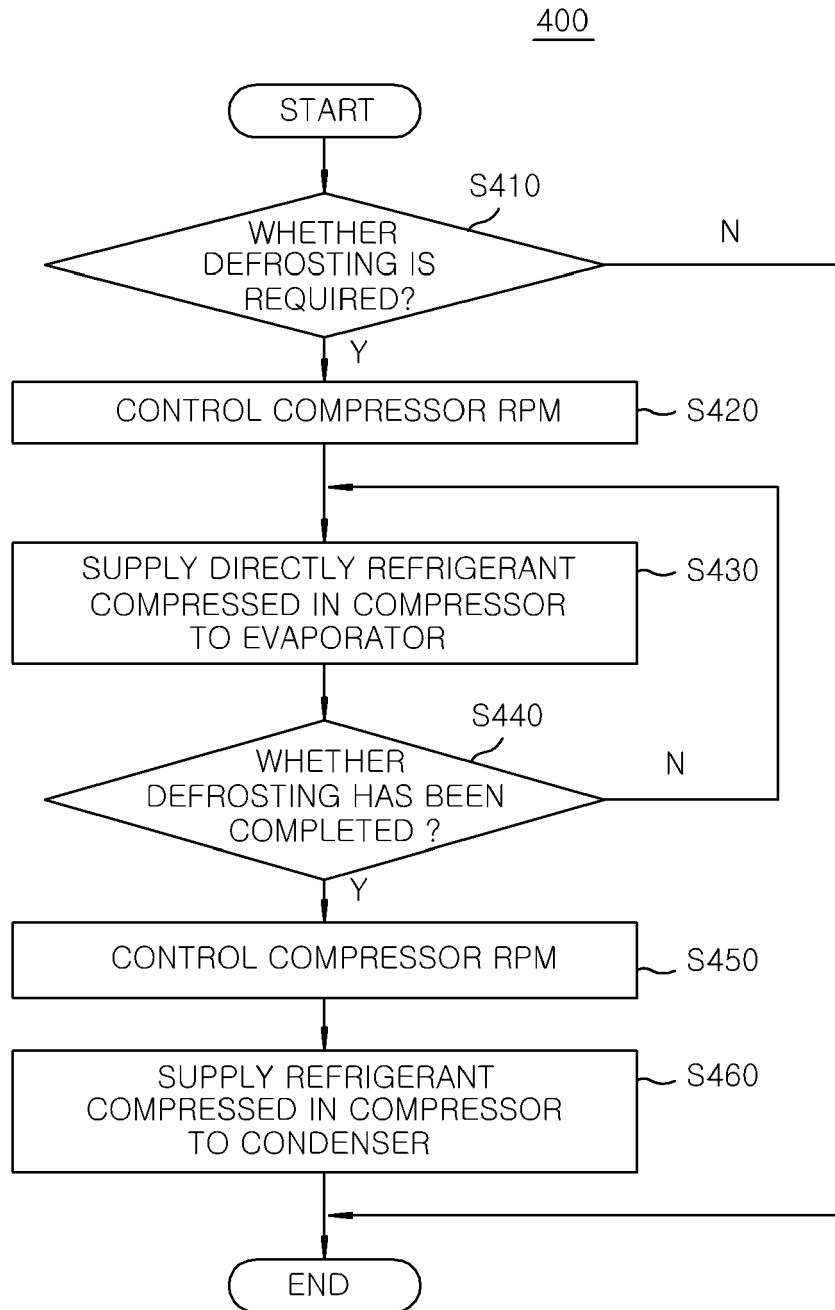 400
START
S410
WHETHER
DEFROSTING IS
REQUIRED?
N
Y
CONTROL COMPRESSOR RPM
S420
SUPPLY DIRECTLY REFRIGERANT
COMPRESSED IN COMPRESSOR
TO EVAPORATOR
S430
S440
WHETHER
DEFROSTING HAS BEEN
COMPLETED ?
N
Y
CONTROL COMPRESSOR RPM
S450
SUPPLY REFRIGERANT
COMPRESSED IN COMPRESSOR
TO CONDENSER
S460
END